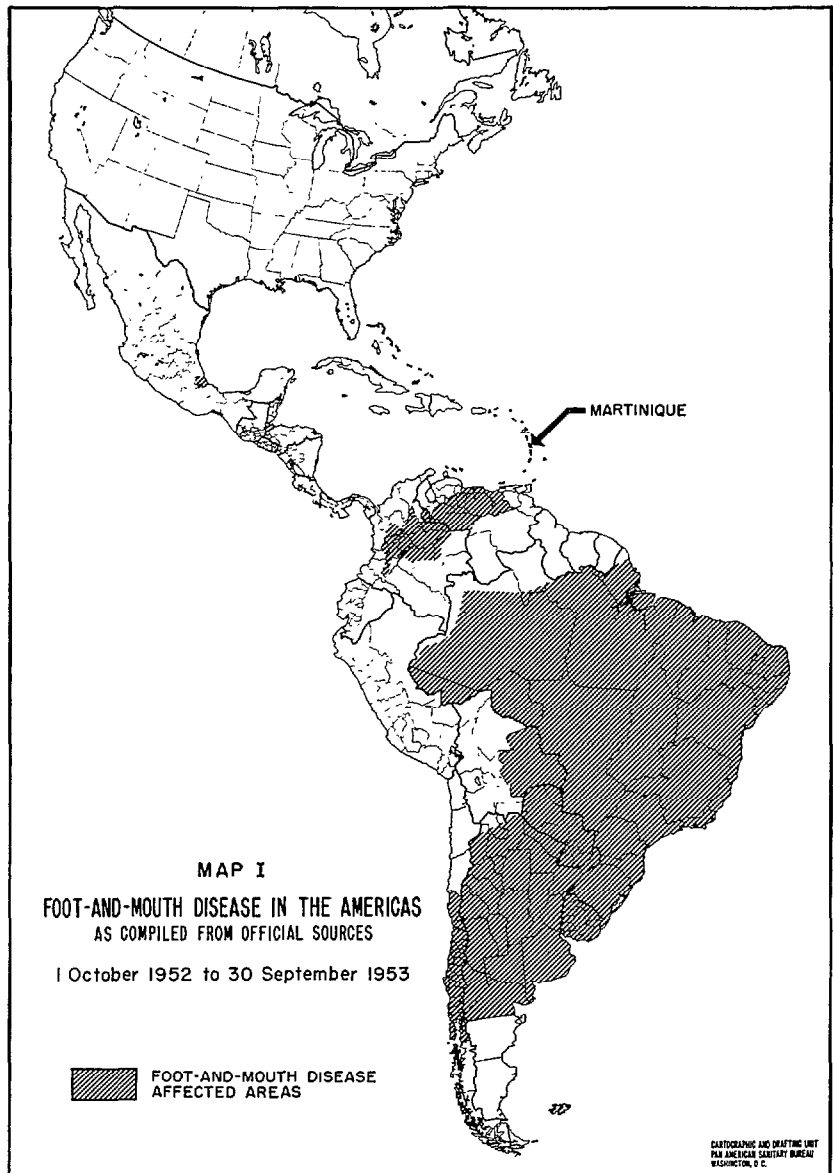 MARTINIQUE
MAP I
FOOT-AND-MOUTH DISEASE IN THE AMERICAS
AS COMPILED FROM OFFICIAL SOURCES
1 October 1952 to 30 September 1953
FOOT-AND-MOUTH DISEASE
AFFECTED AREAS
CARTOGRAPHIC AND DRAFTING UNIT
PAN AMERICAN SANITARY BUREAU
WASHINGTON, D.C.